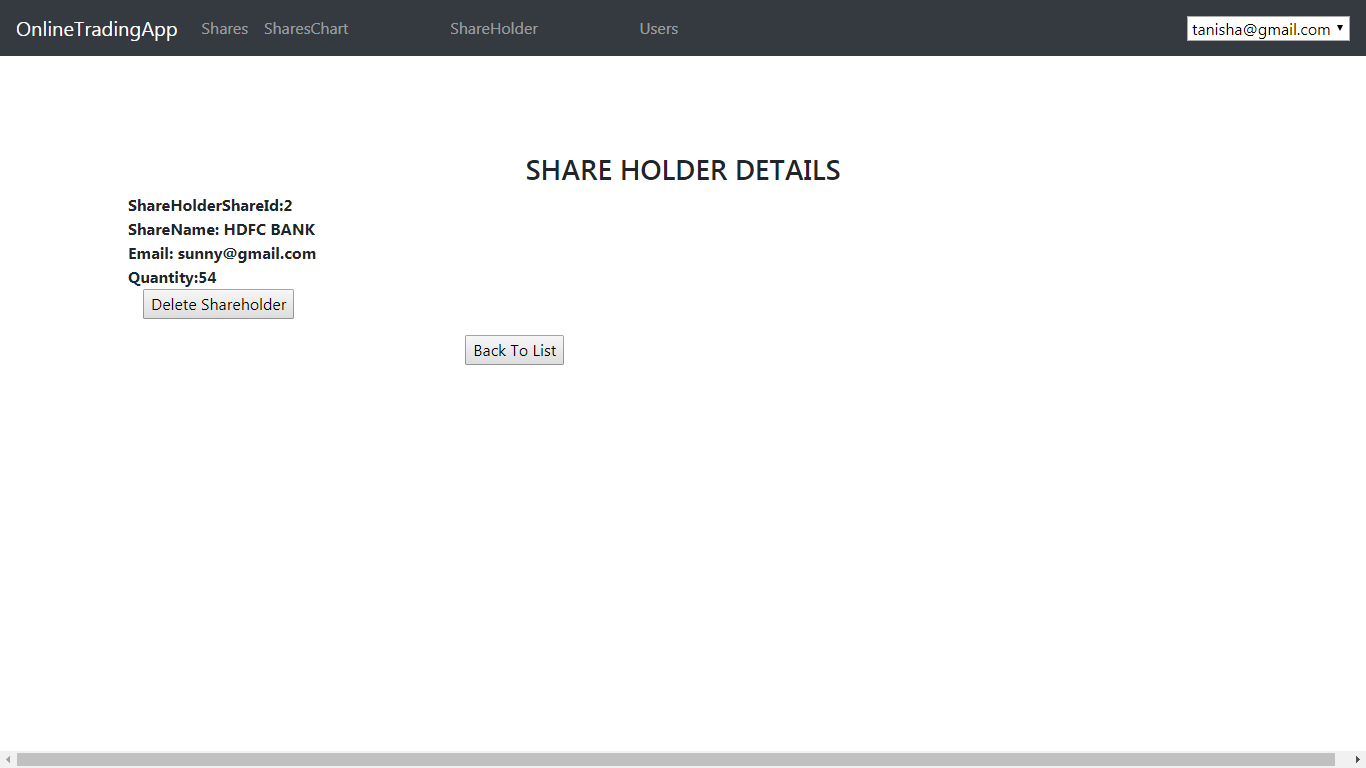 OnlineTradingApp Shares SharesChart ShareHolder Users tanisha@gmail.com
SHARE HOLDER DETAILS
ShareHolderShareId:2
ShareName: HDFC BANK
Email: sunny@gmail.com
Quantity:54
Delete Shareholder
Back To List